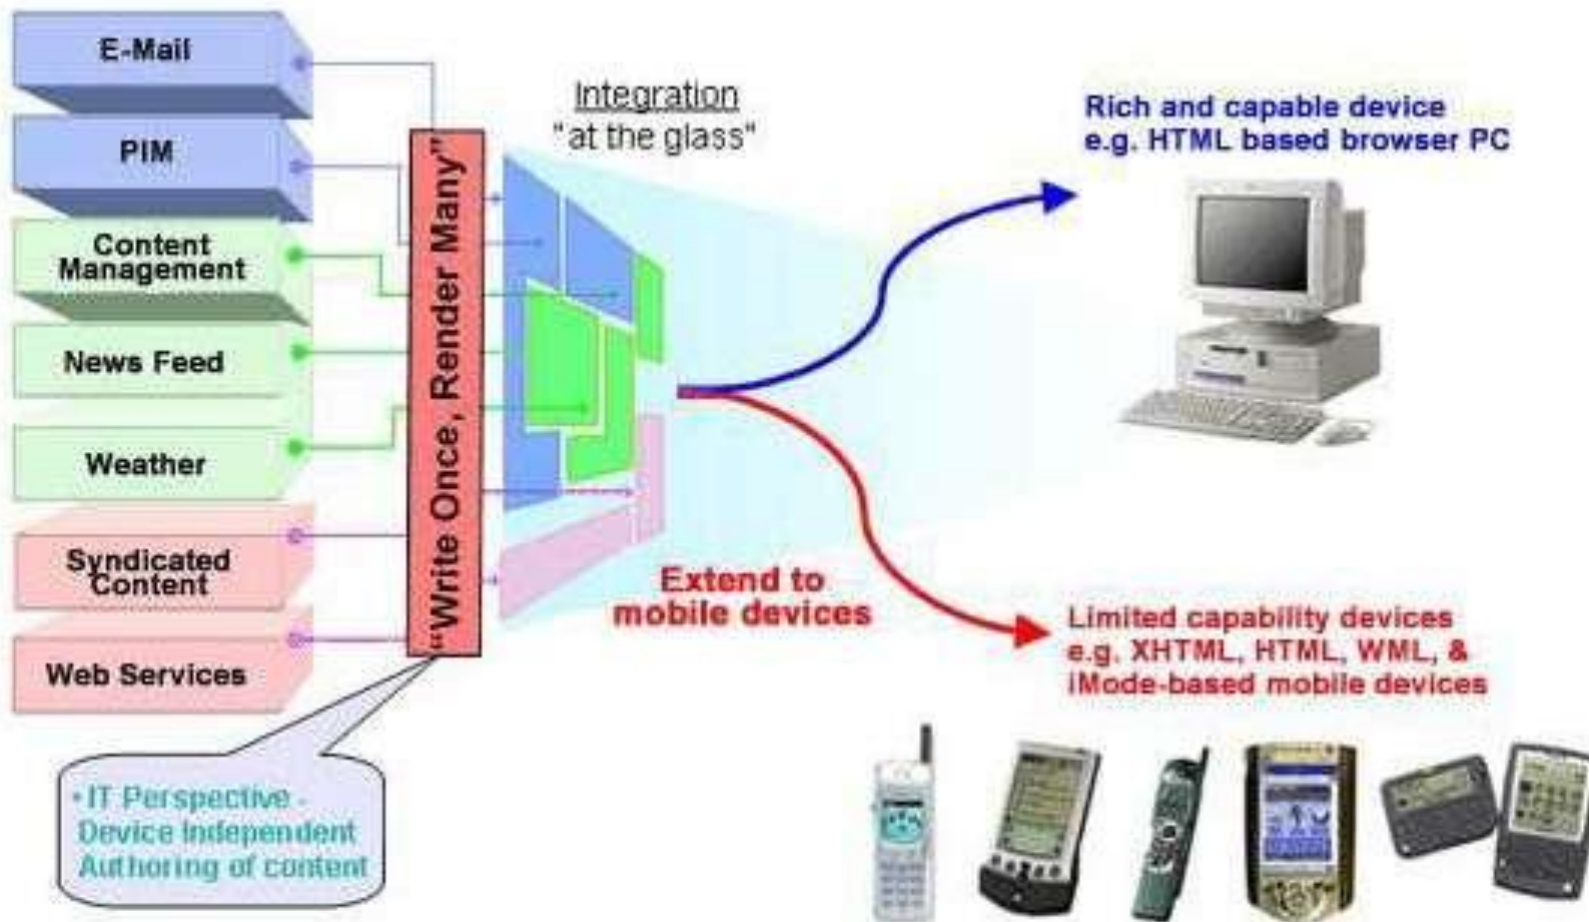 E-Mail
PIM
Content
Management
News Feed
Weather
Syndicated
Content
Web Services
"Write Once, Render Many"
• IT Perspective -
Device Independent
Authoring of content
Integration
"at the glass"
Extend to
mobile devices
Rich and capable device
e.g. HTML based browser PC
Limited capability devices
e.g. XHTML, HTML, WML, &
iMode-based mobile devices